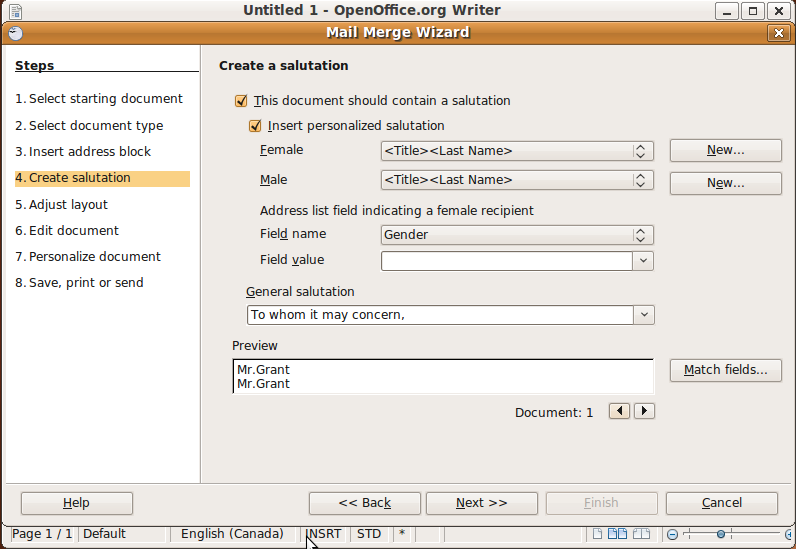 Untitled 1 - OpenOffice.org Writer
Mail Merge Wizard
Steps
1. Select starting document
2. Select document type
3. Insert address block
4. Create salutation
5. Adjust layout
6. Edit document
7. Personalize document
8. Save, print or send
Create a salutation
This document should contain a salutation
Insert personalized salutation
Female <Title><Last Name> New...
Male <Title><Last Name> New...
Address list field indicating a female recipient
Field name Gender
Field value
General salutation
To whom it may concern,
Preview
Mr.Grant
Mr.Grant
Match fields...
Document: 1
Help << Back Next >> Finish Cancel
Page 1 / 1 Default English (Canada) INSRT STD *